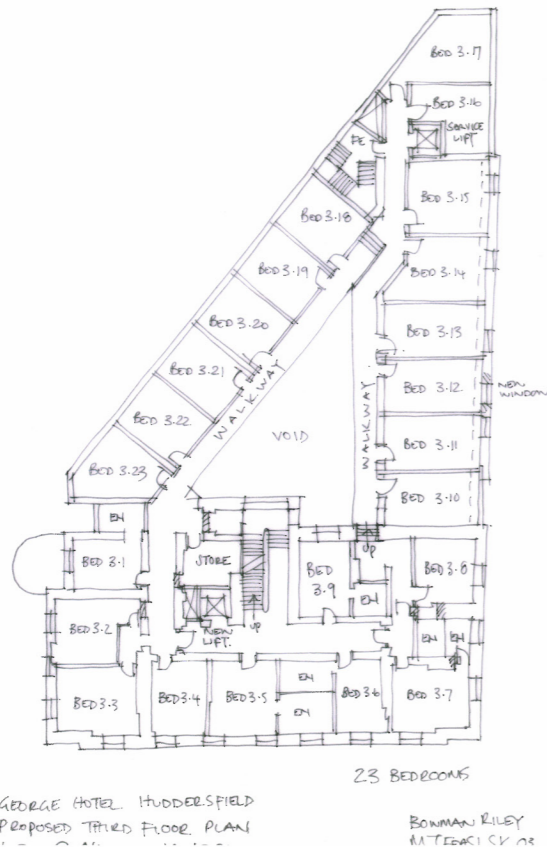 BED 3.17
BED 3.16
SERVICE LIFT
FE
BED 3.15
BED 3.18
BED 3.14
BED 3.19
BED 3.13
BED 3.20
BED 3.12
NEW WINDOW
BED 3.21
WALKWAY
WALKWAY
VOID
BED 3.11
BED 3.22
BED 3.10
BED 3.23
EN
UP
BED 3.1
STORE
BED 3.9
BED 3.8
EN
BED 3.2
NEW LIFT.
UP
EN
EN
BED 3.3
BED 3.4
BED 3.5
EN
EN
BED 3.6
BED 3.7
23 BEDROOMS
GEORGE HOTEL. HUDDERSFIELD
PROPOSED THIRD FLOOR PLAN
BOWMAN RILEY